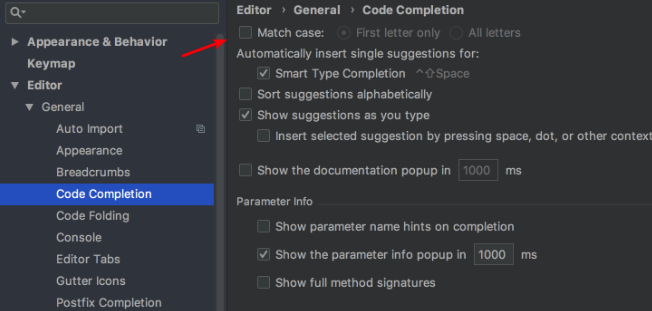 Appearance & Behavior
Keymap
Editor
General
Auto Import
Appearance
Breadcrumbs
Code Completion
Code Folding
Console
Editor Tabs
Gutter Icons
Postfix Completion
Editor › General › Code Completion
Match case: First letter only All letters
Automatically insert single suggestions for:
Smart Type Completion ⌃⇧Space
Sort suggestions alphabetically
Show suggestions as you type
Insert selected suggestion by pressing space, dot, or other context
Show the documentation popup in 1000 ms
Parameter Info
Show parameter name hints on completion
Show the parameter info popup in 1000 ms
Show full method signatures